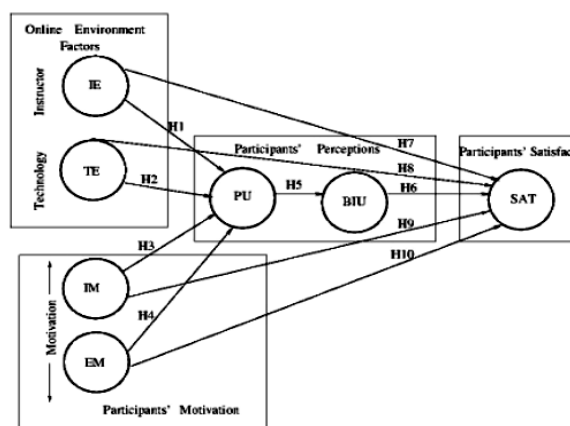 Online Environment
Factors
Instructor
IE
H1
H7
Technology
TE
H2
Participants' Perceptions
H8
Participants' Satisfac
PU
H5
BIU
H6
SAT
H3
H9
Motivation
IM
H4
H10
EM
Participants' Motivation